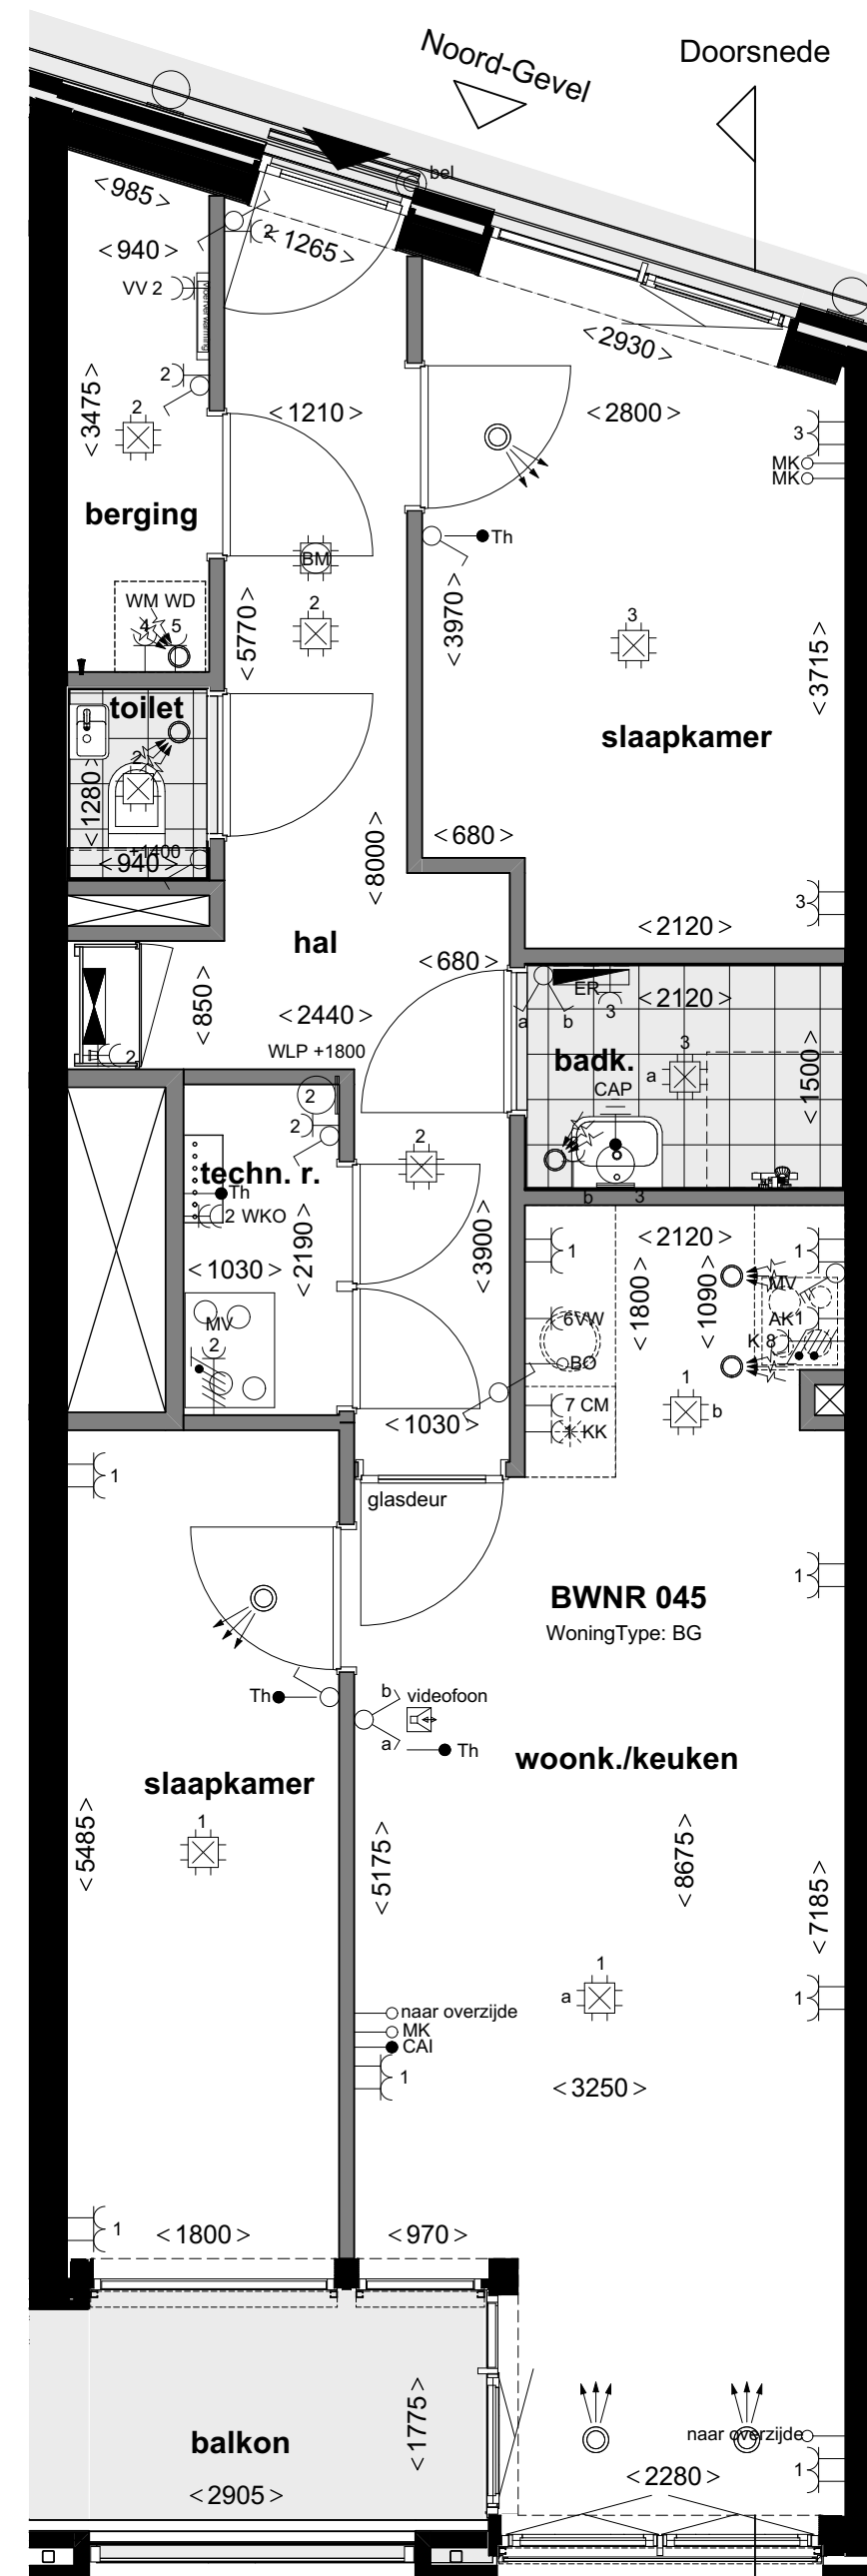 Noord-Gevel
Doorsnede
bel
<985>
<940>
2
<1265>
VV 2
vloerverwarming
<2930>
2
<3475>
2
<1210>
<2800>
3
MK
MK
berging
BM
Th
WM WD
4 5
<5770>
2
<3970>
3
<3715>
toilet
slaapkamer
2
<1280>
+1400
<940>
<8000>
<680>
3
<2120>
hal
<680>
ER
<2120>
3
<850>
<2440>
a b
3
2
WLP +1800
badk.
a
<1500>
CAP
2
2
2
techn. r.
Th
b 3
2 WKO
<2190>
<3900>
1
<2120>
1
<1030>
<1800>
<1090>
MV
MV
2
6VW
AK1
BO
K 8
1
7 CM
b
<1030>
1 KK
1
glasdeur
1
BWNR 045
WoningType: BG
Th
b
videofoon
a
Th
woonk./keuken
slaapkamer
1
<5485>
<5175>
<8675>
<7185>
1
a
1
naar overzijde
MK
CAI
1
<3250>
1
<1800>
<970>
balkon
<1775>
naar overzijde
1
<2280>
<2905>